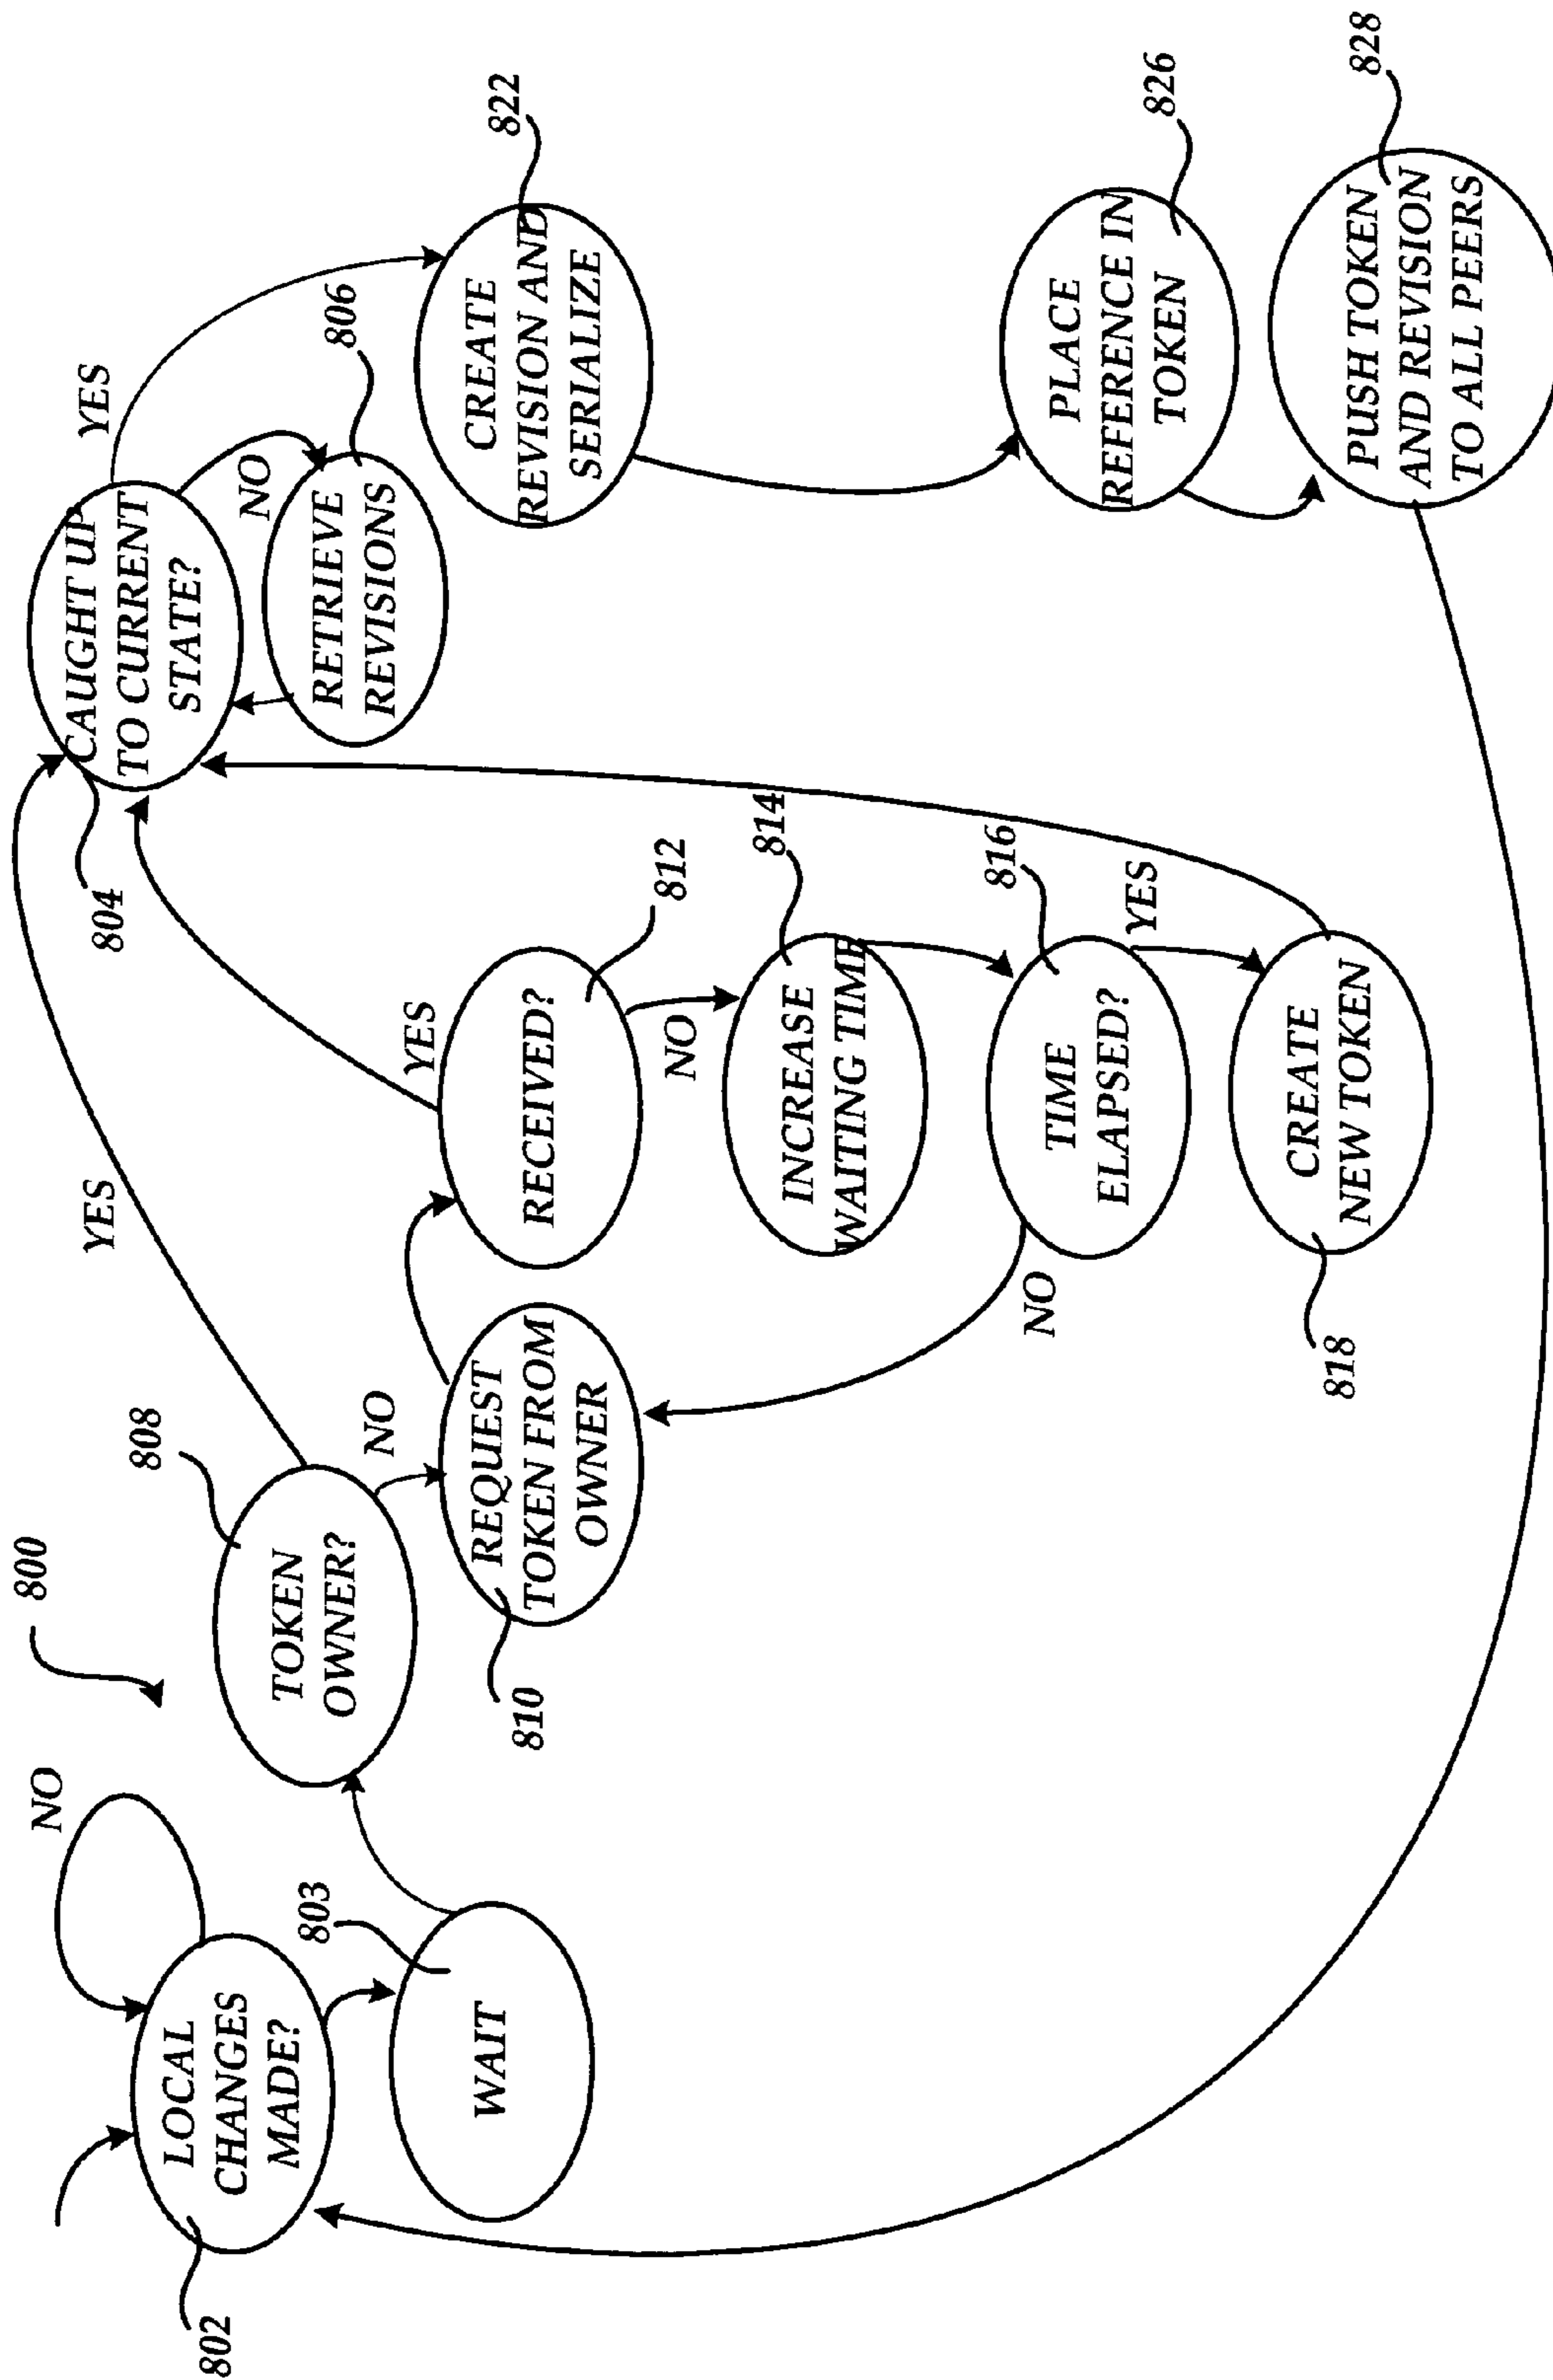 800
NO
802
LOCAL
CHANGES
MADE?
803
WAIT
808
TOKEN
OWNER?
YES
NO
810
REQUEST
TOKEN FROM
OWNER
YES
RECEIVED?
812
NO
814
INCREASE
WAITING TIME
816
TIME
ELAPSED?
NO
YES
818
CREATE
NEW TOKEN
804
CAUGHT UP
TO CURRENT
STATE?
YES
NO
806
RETRIEVE
REVISIONS
822
CREATE
REVISION AND
SERIALIZE
826
PLACE
REFERENCE IN
TOKEN
828
PUSH TOKEN
AND REVISION
TO ALL PEERS